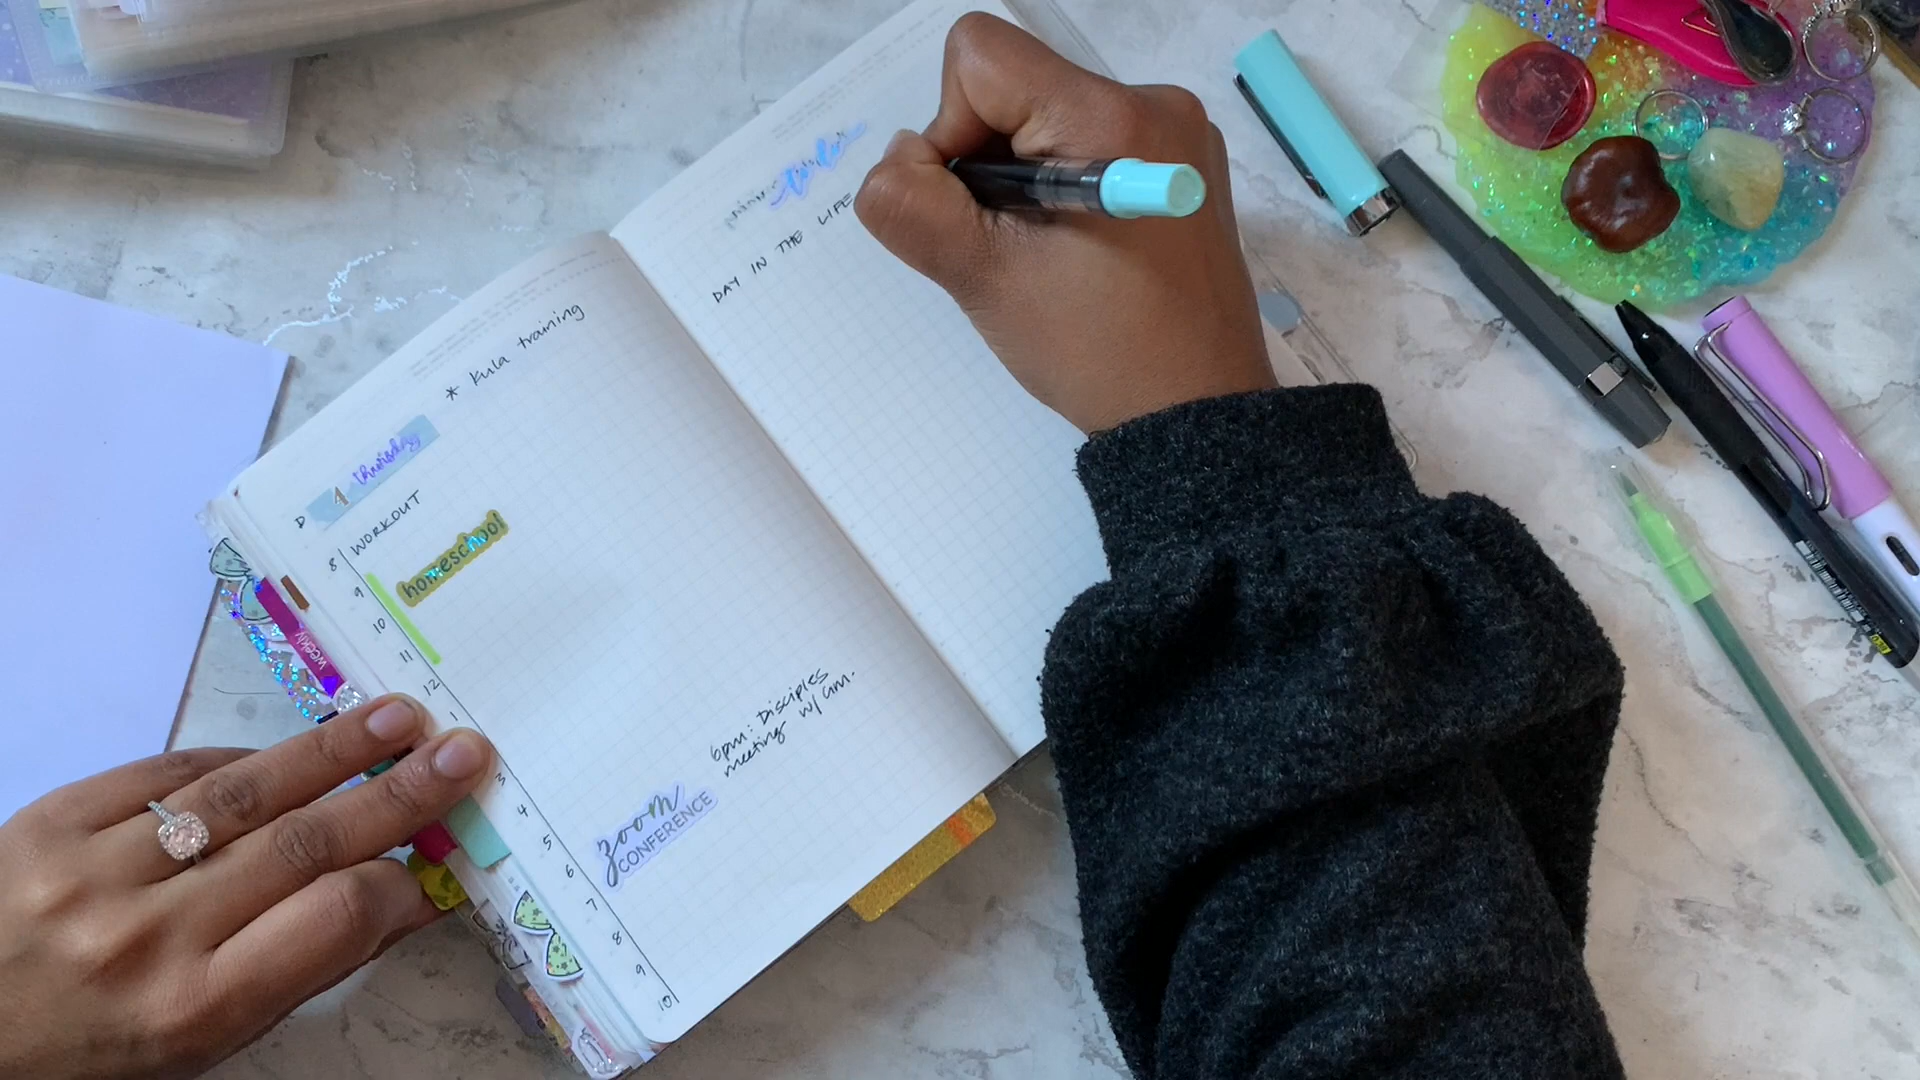 * Kula training
4 thursday
D
WORKOUT
8
homeschool
9
10
11
12
1
3
4
5
6
7
8
9
10
6pm: Disciples
meeting w/ am.
zoom
CONFERENCE
weekly
DAY IN THE LIFE